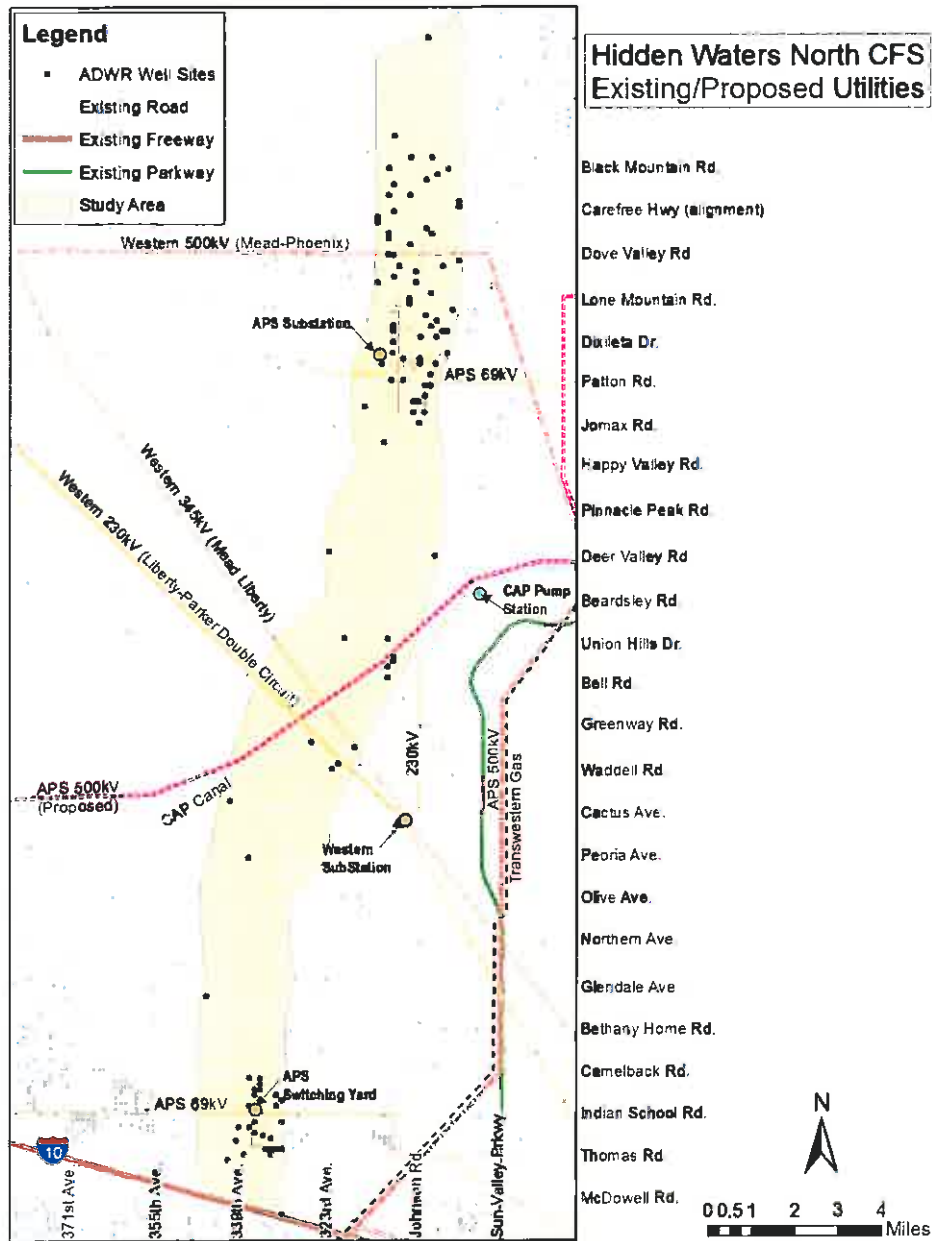 Legend
ADWR Well Sites
Existing Road
Existing Freeway
Existing Parkway
Study Area
Hidden Waters North CFS
Existing/Proposed Utilities
Black Mountain Rd.
Carefree Hwy (alignment)
Dove Valley Rd
Lone Mountain Rd.
Dixileta Dr.
Patton Rd.
Jomax Rd.
Happy Valley Rd.
Pinnacle Peak Rd.
Deer Valley Rd
Beardsley Rd.
Union Hills Dr.
Bell Rd
Greenway Rd.
Waddell Rd.
Cactus Ave.
Peoria Ave.
Olive Ave.
Northern Ave
Glendale Ave
Bethany Home Rd.
Camelback Rd.
Indian School Rd.
Thomas Rd
McDowell Rd.
Western 500kV (Mead-Phoenix)
APS Substation
APS 69kV
Western 345kV (Mead Liberty)
Western 230kV (Liberty-Parker Double Circuit)
CAP Pump
Station
230kV
APS 500kV
Transwestern Gas
APS 500kV
(Proposed)
CAP Canal
Western
SubStation
APS
Switching Yard
APS 69kV
10
371st Ave.
355th Ave.
339th Ave.
323rd Ave.
Johnson Rd.
Sun Valley Parkwy
N
0 0.5 1 2 3 4
Miles